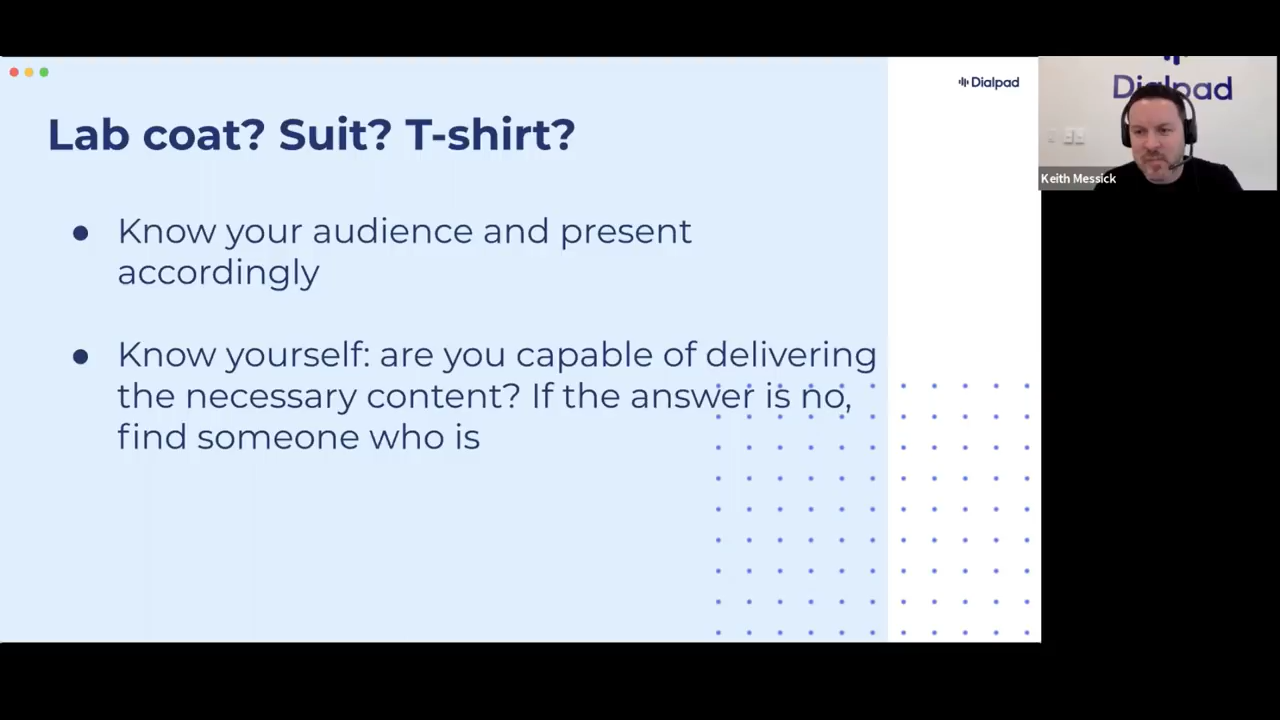 Dialpad
Lab coat? Suit? T-shirt?
● Know your audience and present
accordingly
● Know yourself: are you capable of delivering
the necessary content? If the answer is no,
find someone who is
Dialpad
Keith Messick